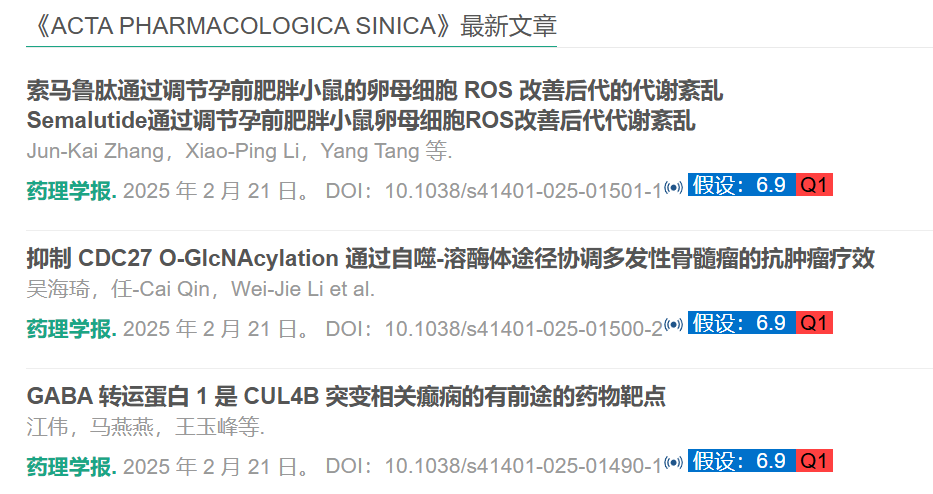 《ACTA PHARMACOLOGICA SINICA》最新文章
索马鲁肽通过调节孕前肥胖小鼠的卵母细胞 ROS 改善后代的代谢紊乱
Semalutide通过调节孕前肥胖小鼠卵母细胞ROS改善后代代谢紊乱
Jun-Kai Zhang，Xiao-Ping Li，Yang Tang 等.
药理学报. 2025 年 2 月 21 日。 DOI：10.1038/s41401-025-01501-1 假设：6.9 Q1
抑制 CDC27 O-GlcNAcylation 通过自噬-溶酶体途径协调多发性骨髓瘤的抗肿瘤疗效
吴海琦，任-Cai Qin，Wei-Jie Li et al.
药理学报. 2025 年 2 月 21 日。 DOI：10.1038/s41401-025-01500-2 假设：6.9 Q1
GABA 转运蛋白 1 是 CUL4B 突变相关癫痫的有前途的药物靶点
江伟，马燕燕，王玉峰等.
药理学报. 2025 年 2 月 21 日。 DOI：10.1038/s41401-025-01490-1 假设：6.9 Q1